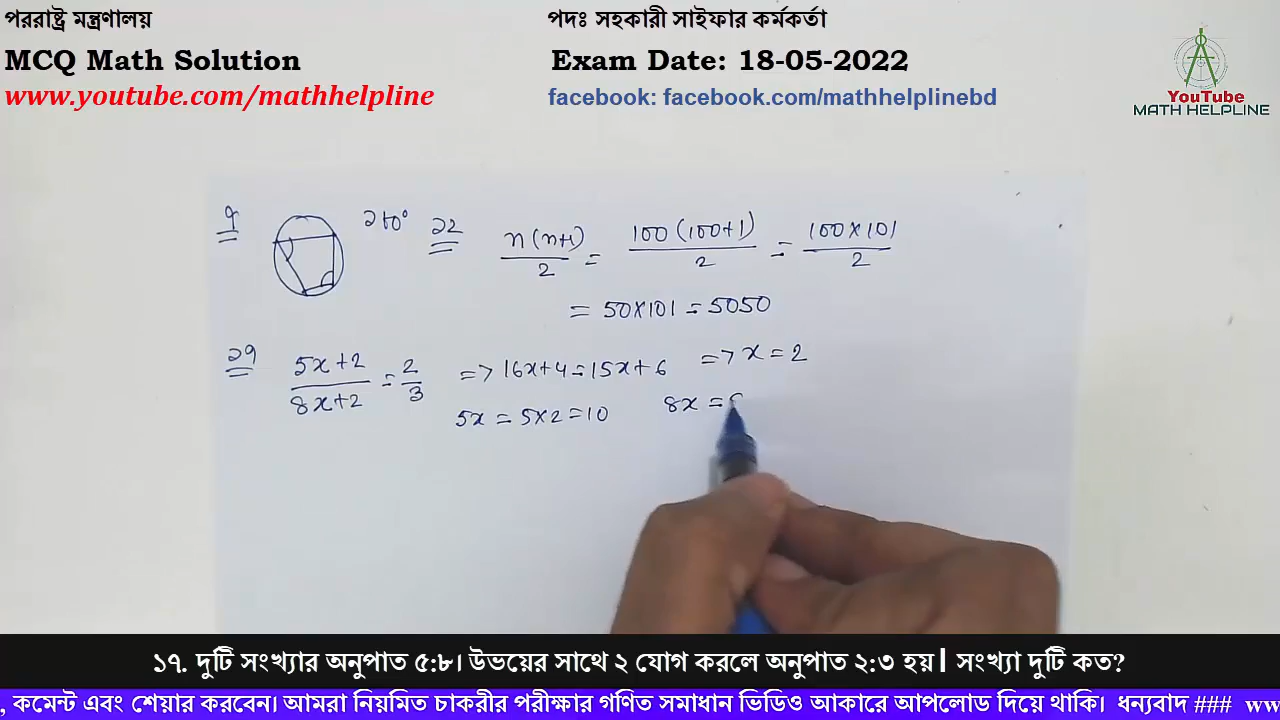 পররাষ্ট্র মন্ত্রণালয়
পদঃ সহকারী সাইফার কর্মকর্তা
MCQ Math Solution
Exam Date: 18-05-2022
www.youtube.com/mathhelpline
facebook: facebook.com/mathhelplinebd
YouTube
MATH HELPLINE
n(n+1)/2 = 100(100+1)/2 = 100×101/2
= 50×101 = 5050
১৭ (5x+2)/(8x+2) = 2/3 => 16x+4=15x+6 => x=2
5x = 5×2=10 8x =
১৭. দুটি সংখ্যার অনুপাত ৫:৮। উভয়ের সাথে ২ যোগ করলে অনুপাত ২:৩ হয়। সংখ্যা দুটি কত?
, কমেন্ট এবং শেয়ার করবেন। আমরা নিয়মিত চাকরীর পরীক্ষার গণিত সমাধান ভিডিও আকারে আপলোড দিয়ে থাকি। ধন্যবাদ ### ww